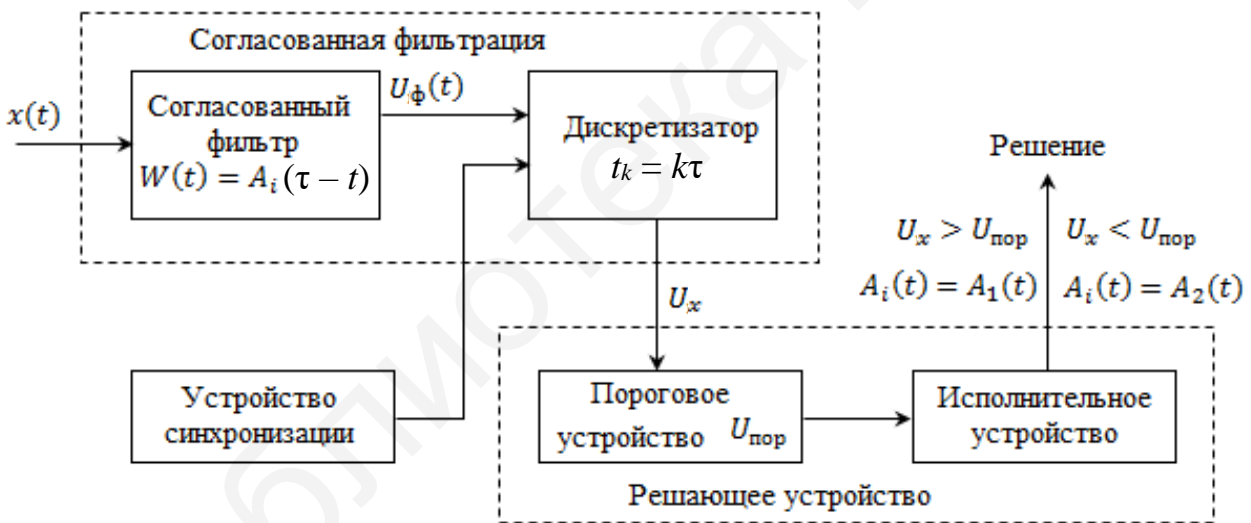 Согласованная фильтрация
x(t)
Согласованный
фильтр
W(t) = A_i(τ – t)
U_ф(t)
Дискретизатор
t_k = kτ
Решение
U_x > U_пор
U_x < U_пор
A_i(t) = A_1(t)
A_i(t) = A_2(t)
U_x
Устройство
синхронизации
Пороговое
устройство U_пор
Исполнительное
устройство
Решающее устройство
блиотека